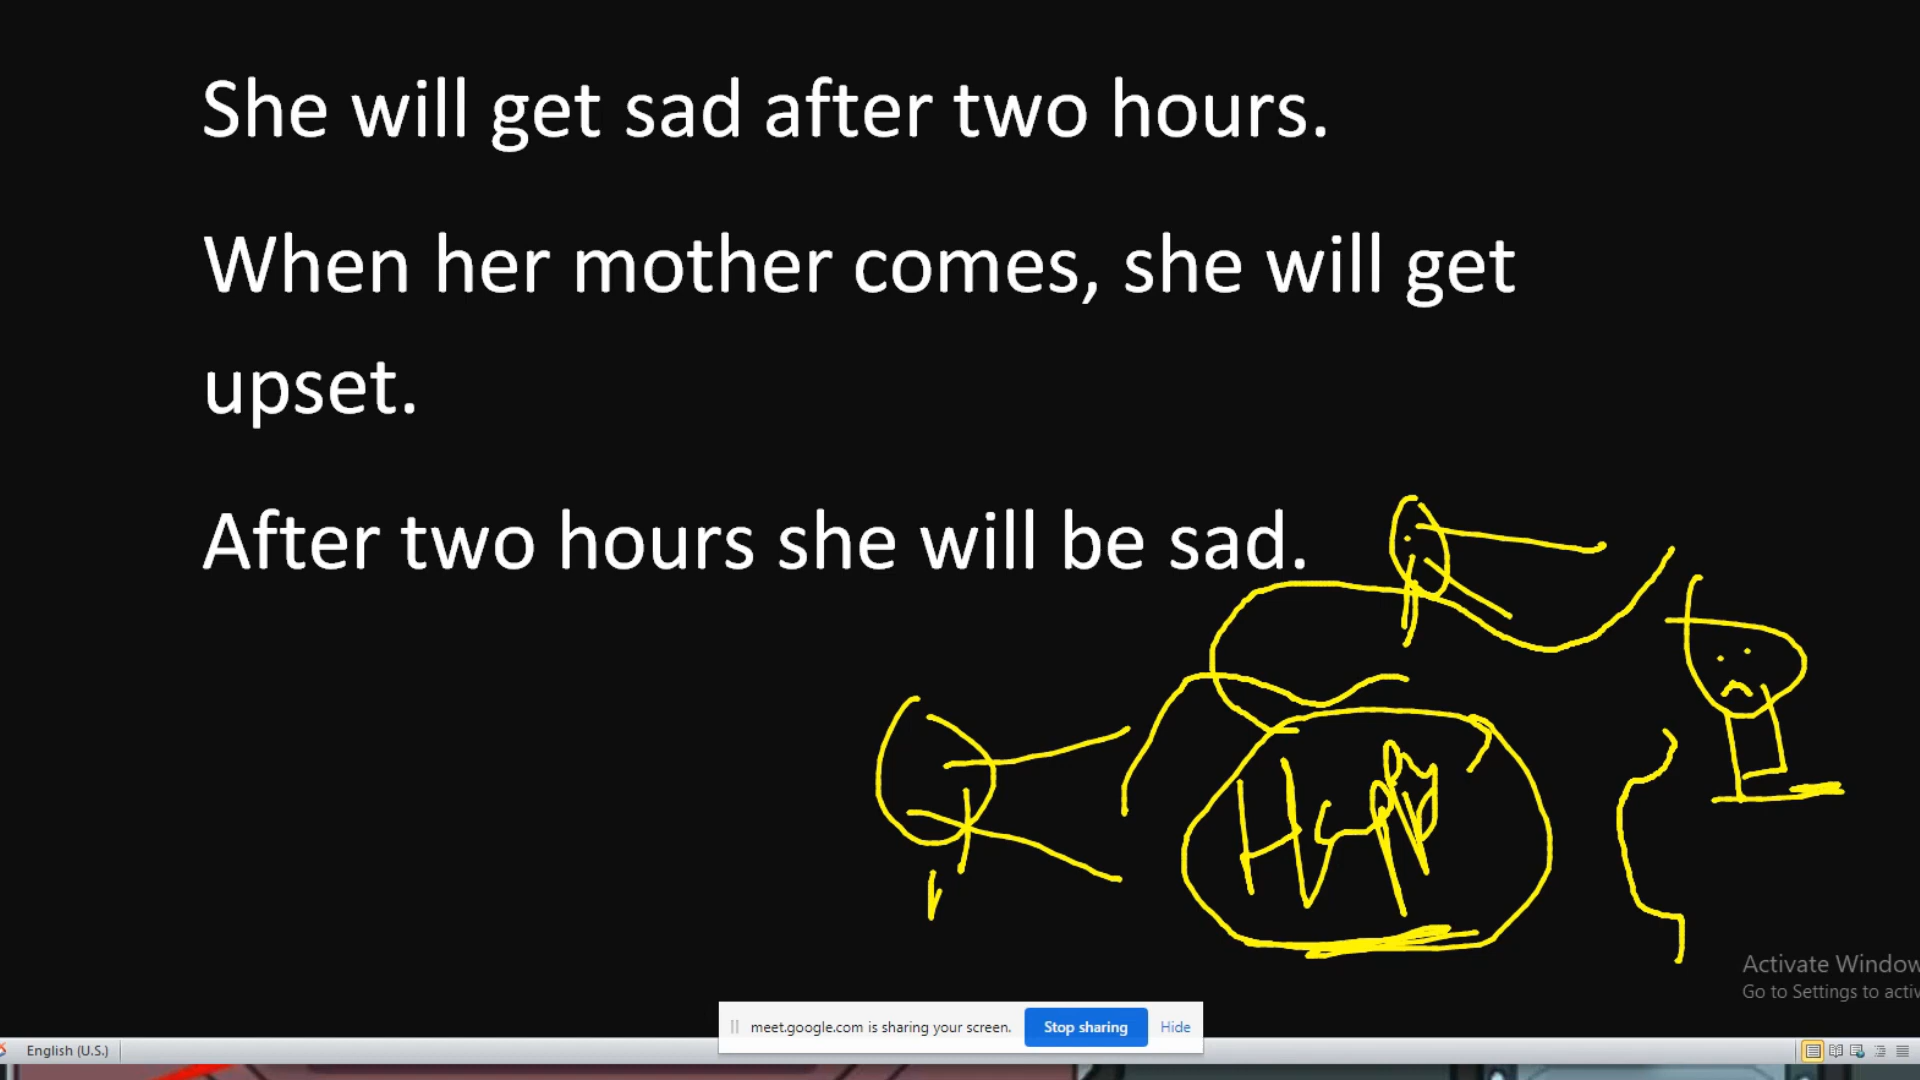 She will get sad after two hours.
When her mother comes, she will get
upset.
After two hours she will be sad.
Happy
Activate Window
Go to Settings to activ
meet.google.com is sharing your screen. Stop sharing Hide
English (U.S.)